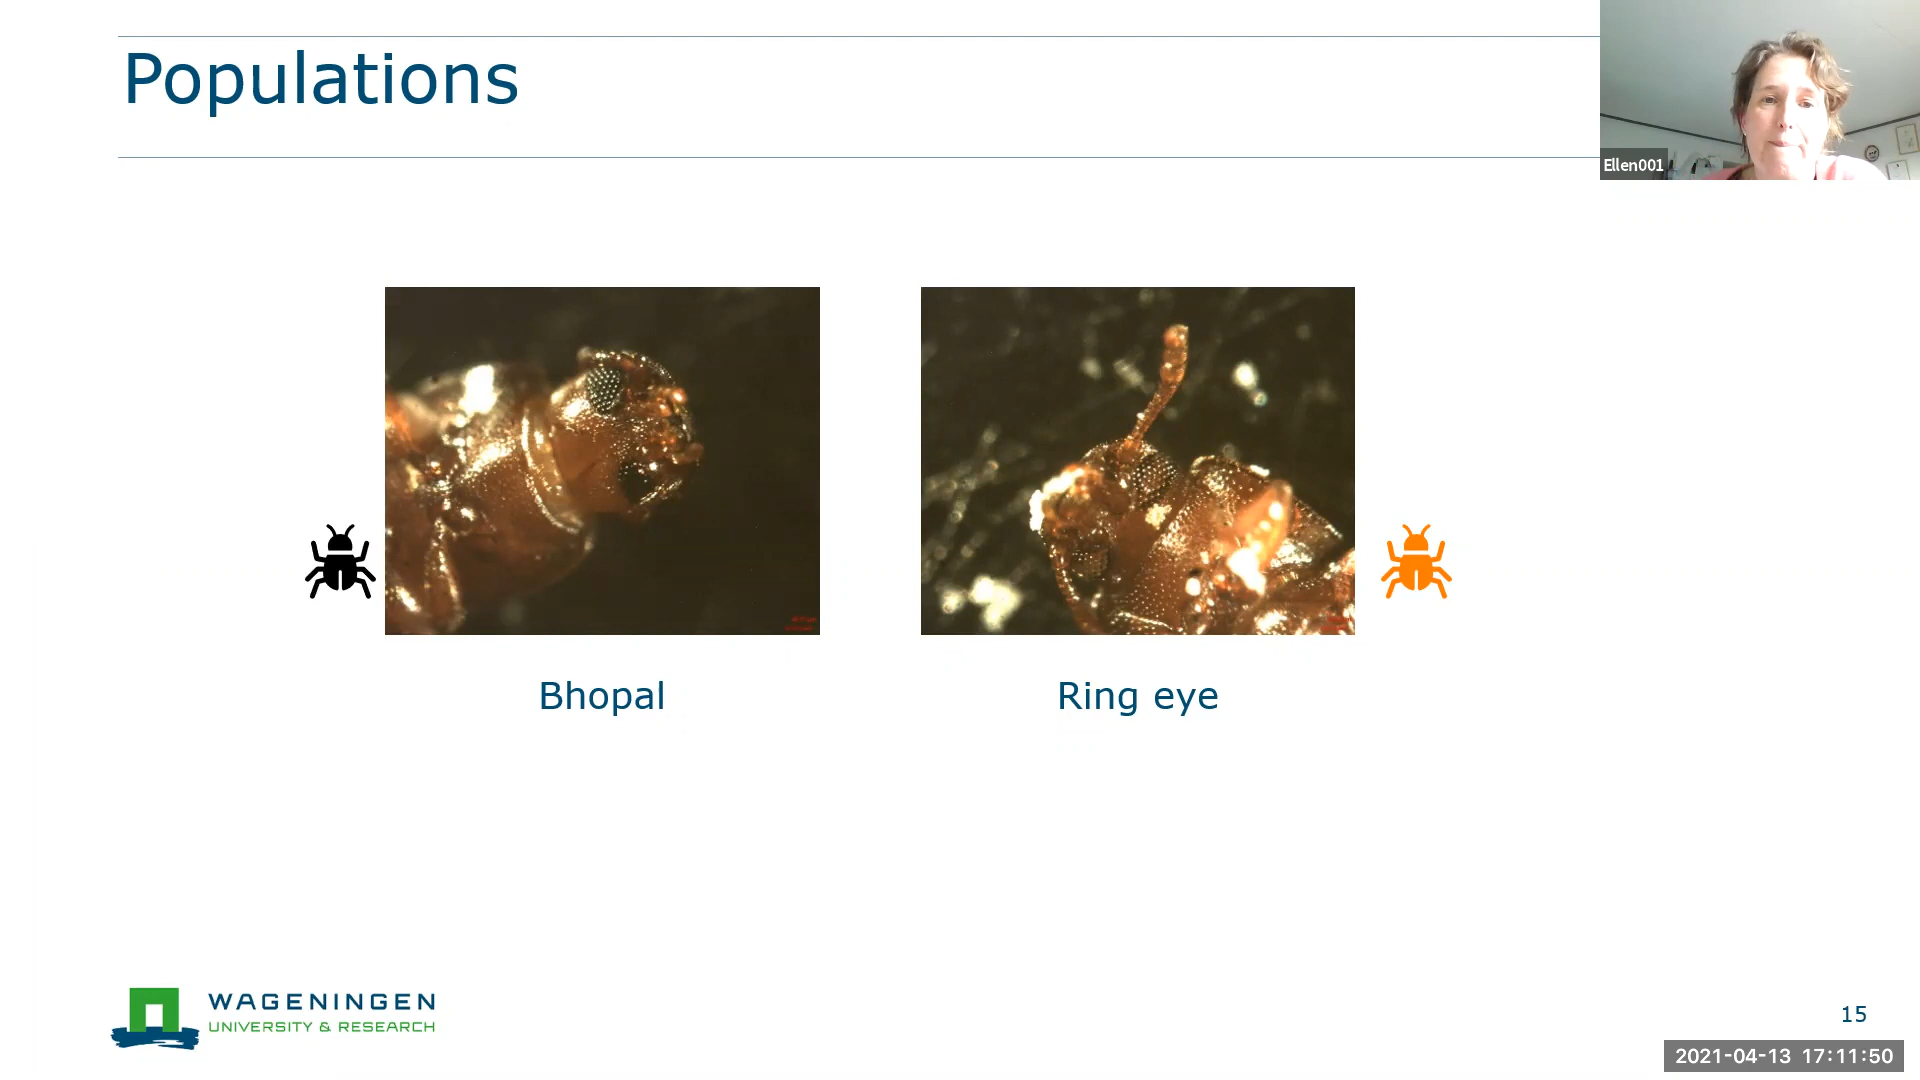 Populations
Ellen001
Bhopal
Ring eye
WAGENINGEN
UNIVERSITY & RESEARCH
15
2021-04-13 17:11:50